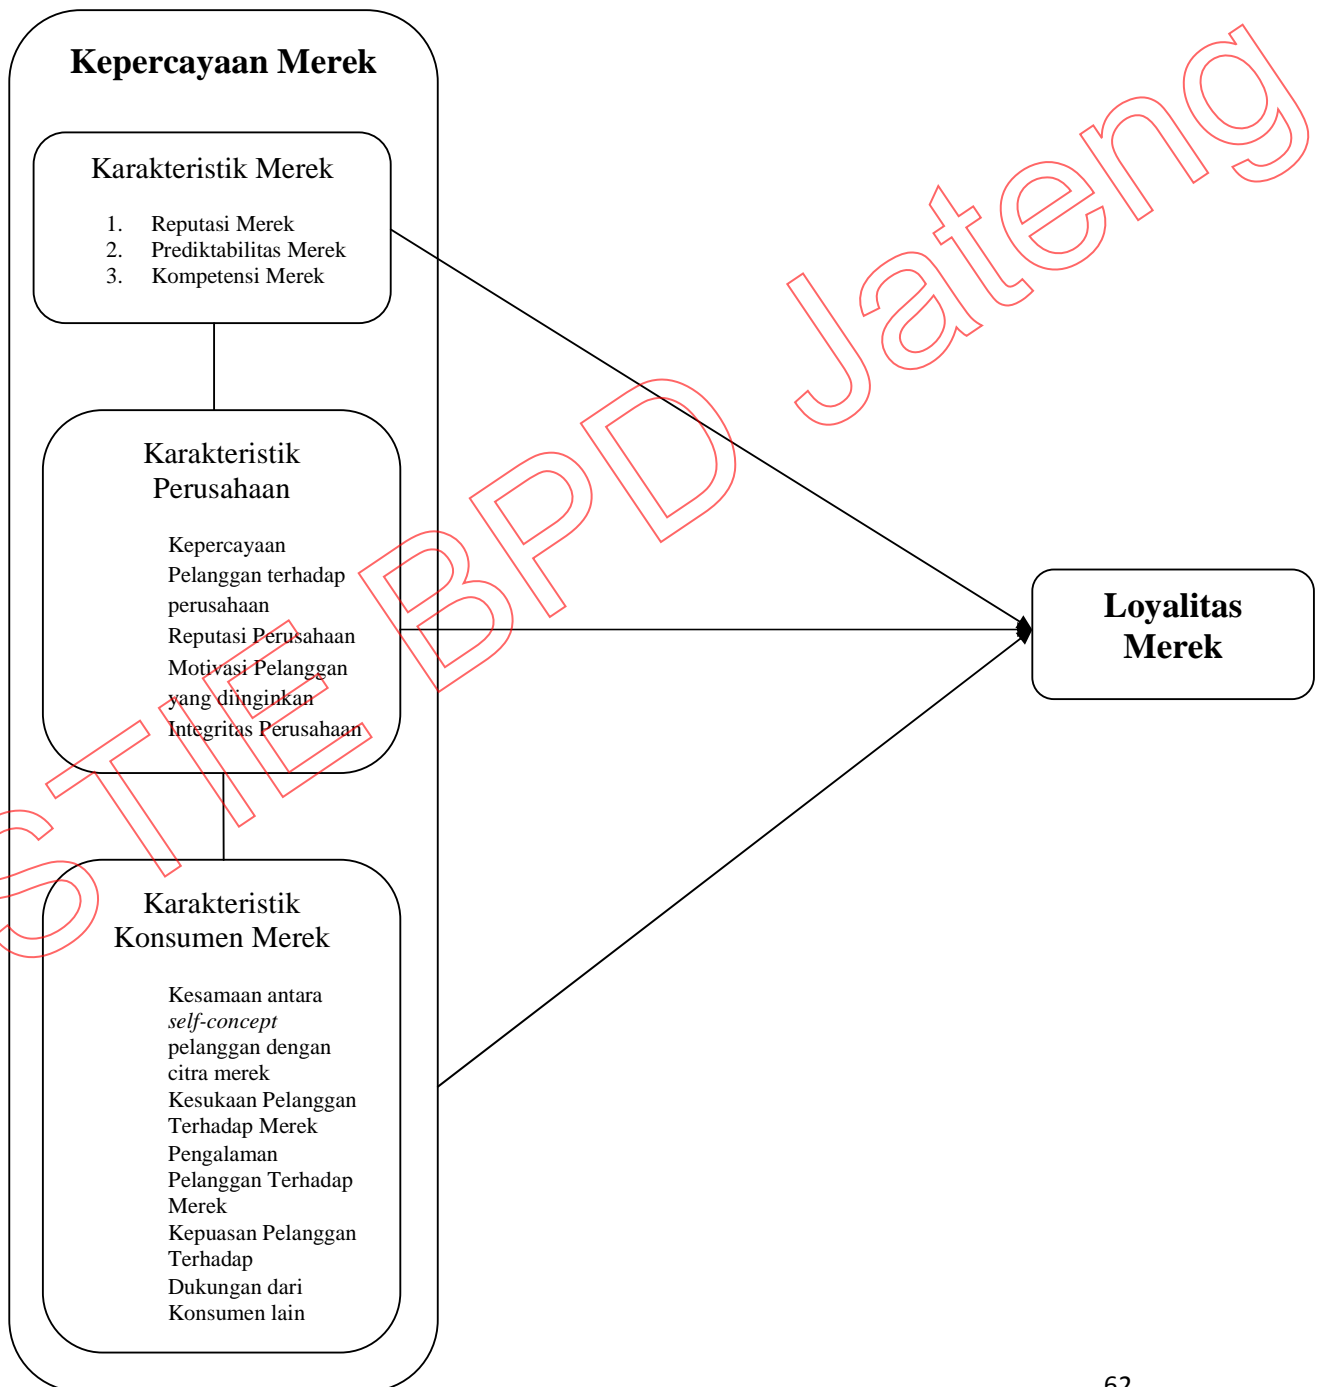 Kepercayaan Merek
Karakteristik Merek
1. Reputasi Merek
2. Prediktabilitas Merek
3. Kompetensi Merek
Karakteristik
Perusahaan
Kepercayaan
Pelanggan terhadap
perusahaan
Reputasi Perusahaan
Motivasi Pelanggan
yang diinginkan
Integritas Perusahaan
Karakteristik
Konsumen Merek
Kesamaan antara
self-concept
pelanggan dengan
citra merek
Kesukaan Pelanggan
Terhadap Merek
Pengalaman
Pelanggan Terhadap
Merek
Kepuasan Pelanggan
Terhadap
Dukungan dari
Konsumen lain
Loyalitas
Merek
STIE BPD Jateng
62